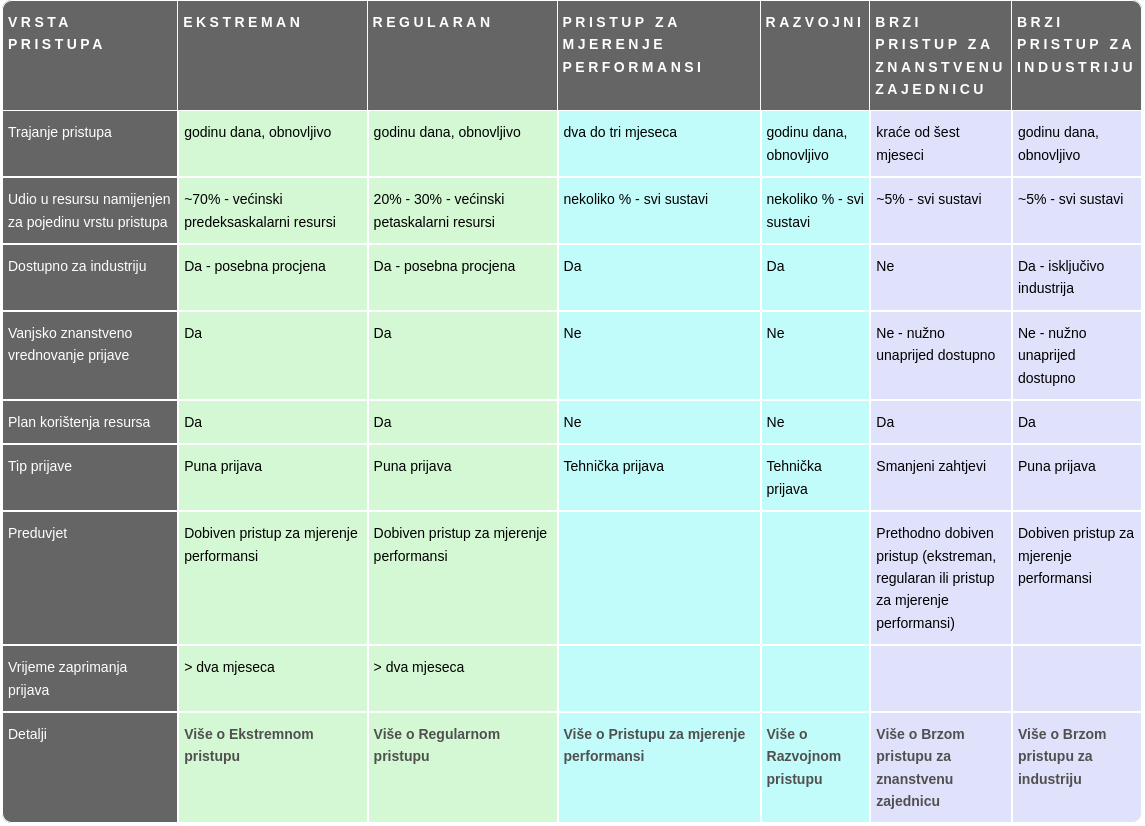 VRSTA
PRISTUPA
EKSTREMAN
REGULARAN
PRISTUP ZA
MJERENJE
PERFORMANSI
RAZVOJNI
BRZI
PRISTUP ZA
ZNANSTVENU
ZAJEDNICU
BRZI
PRISTUP ZA
INDUSTRIJU
Trajanje pristupa
godinu dana, obnovljivo
godinu dana, obnovljivo
dva do tri mjeseca
godinu dana,
obnovljivo
kraće od šest
mjeseci
godinu dana,
obnovljivo
Udio u resursu namijenjen
za pojedinu vrstu pristupa
~70% - većinski
predeksaskalarni resursi
20% - 30% - većinski
petaskalarni resursi
nekoliko % - svi sustavi
nekoliko % - svi
sustavi
~5% - svi sustavi
~5% - svi sustavi
Dostupno za industriju
Da - posebna procjena
Da - posebna procjena
Da
Da
Ne
Da - isključivo
industrija
Vanjsko znanstveno
vrednovanje prijave
Da
Da
Ne
Ne
Ne - nužno
unaprijed dostupno
Ne - nužno
unaprijed
dostupno
Plan korištenja resursa
Da
Da
Ne
Ne
Da
Da
Tip prijave
Puna prijava
Puna prijava
Tehnička prijava
Tehnička
prijava
Smanjeni zahtjevi
Puna prijava
Preduvjet
Dobiven pristup za mjerenje
performansi
Dobiven pristup za mjerenje
performansi
Prethodno dobiven
pristup (ekstreman,
regularan ili pristup
za mjerenje
performansi)
Dobiven pristup za
mjerenje
performansi
Vrijeme zaprimanja
prijava
> dva mjeseca
> dva mjeseca
Detalji
Više o Ekstremnom
pristupu
Više o Regularnom
pristupu
Više o Pristupu za mjerenje
performansi
Više o
Razvojnom
pristupu
Više o Brzom
pristupu za
znanstvenu
zajednicu
Više o Brzom
pristupu za
industriju